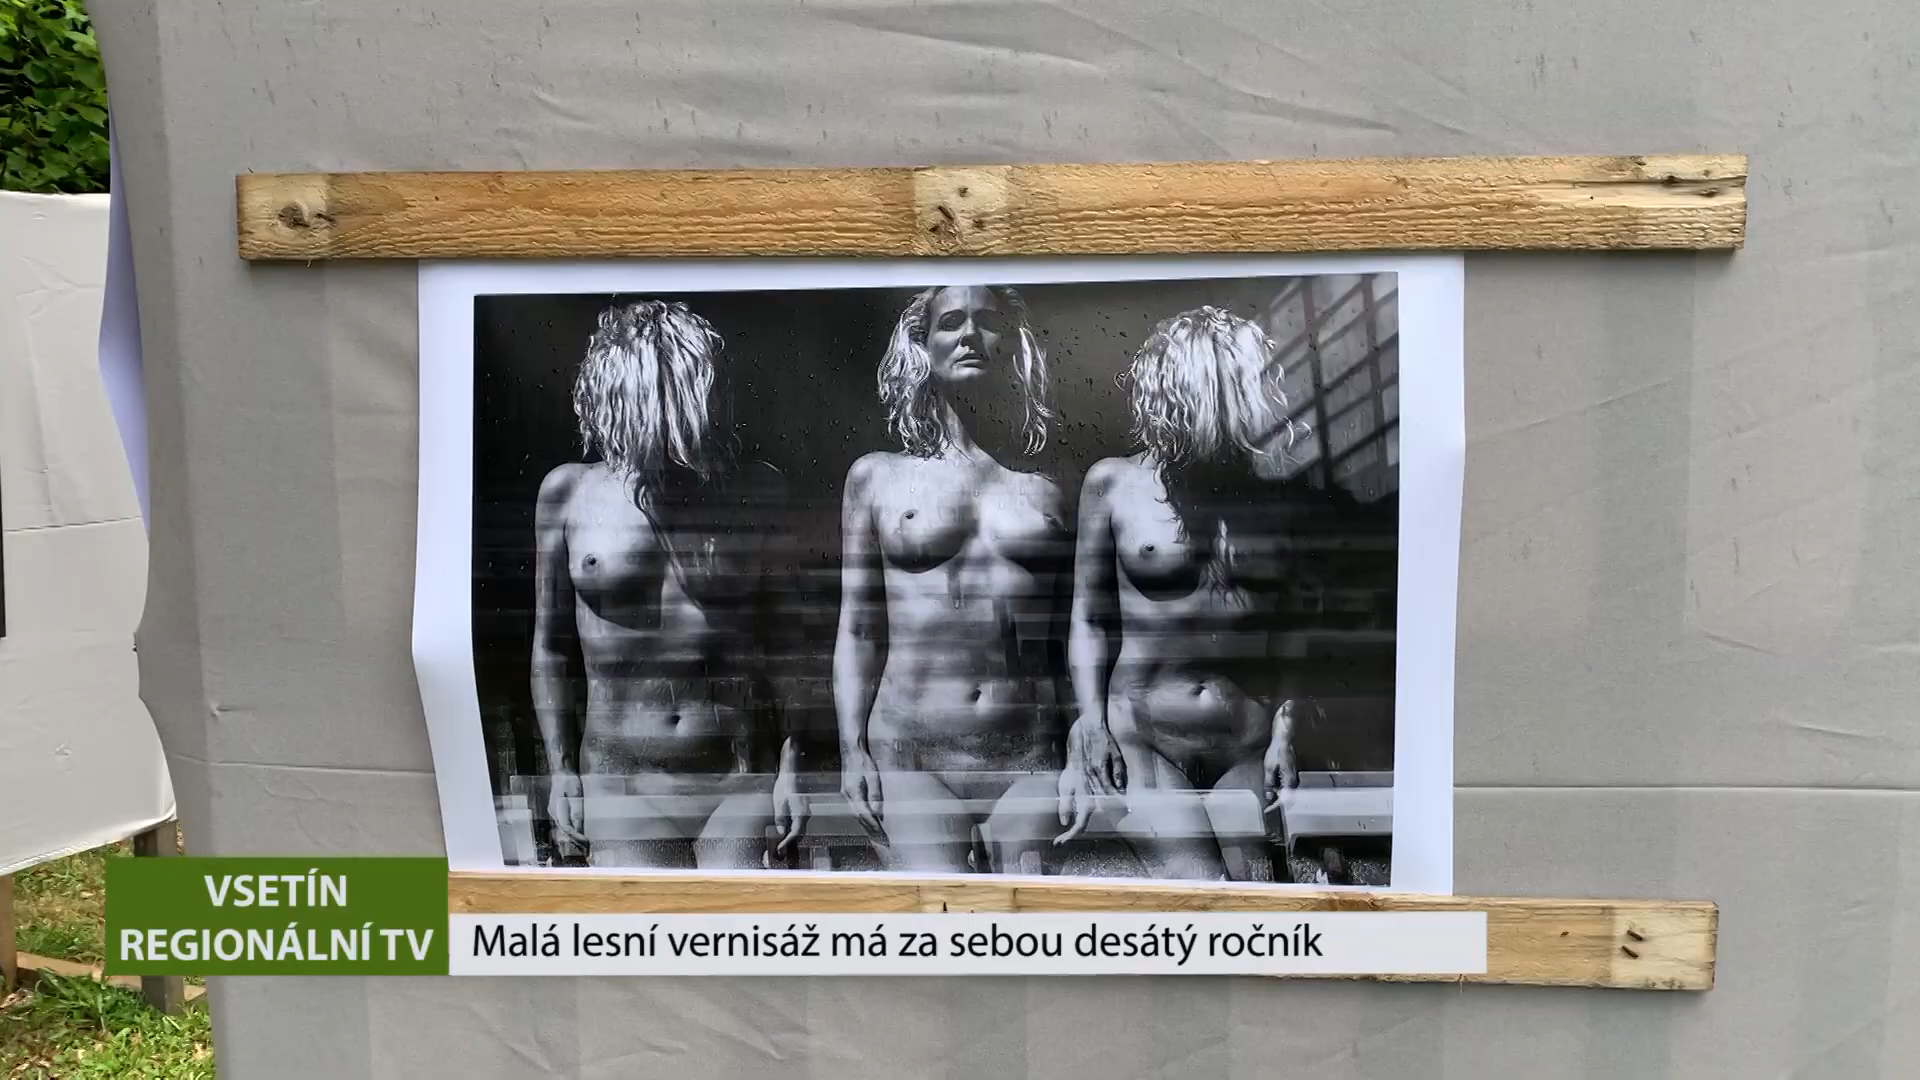 VSETÍN
REGIONÁLNÍ TV
Malá lesní vernisáž má za sebou desátý ročník